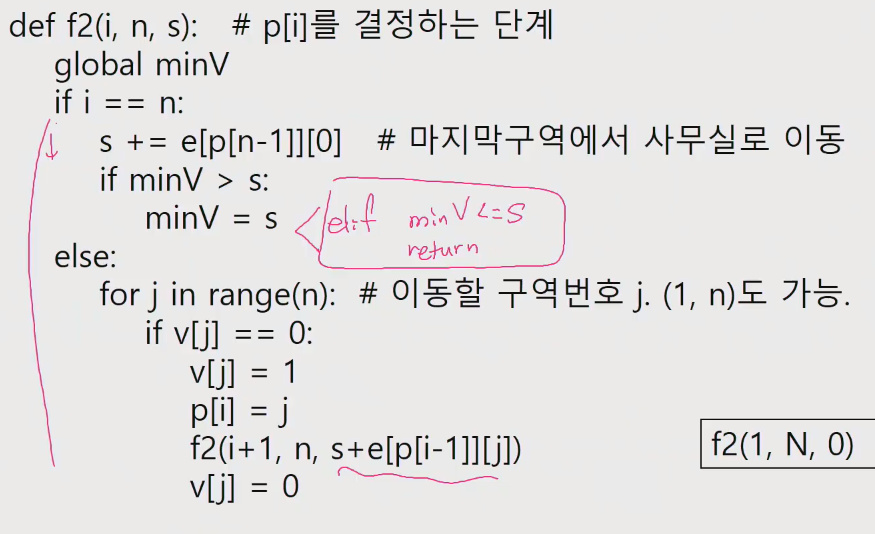 def f2(i, n, s):   # p[i]를 결정하는 단계
    global minV
    if i == n:
        s += e[p[n-1]][0]   # 마지막구역에서 사무실로 이동
        if minV > s:
            minV = s
elif minV <= s
return
    else:
        for j in range(n):  # 이동할 구역번호 j. (1, n)도 가능.
            if v[j] == 0:
                v[j] = 1
                p[i] = j
                f2(i+1, n, s+e[p[i-1]][j])
                v[j] = 0
f2(1, N, 0)